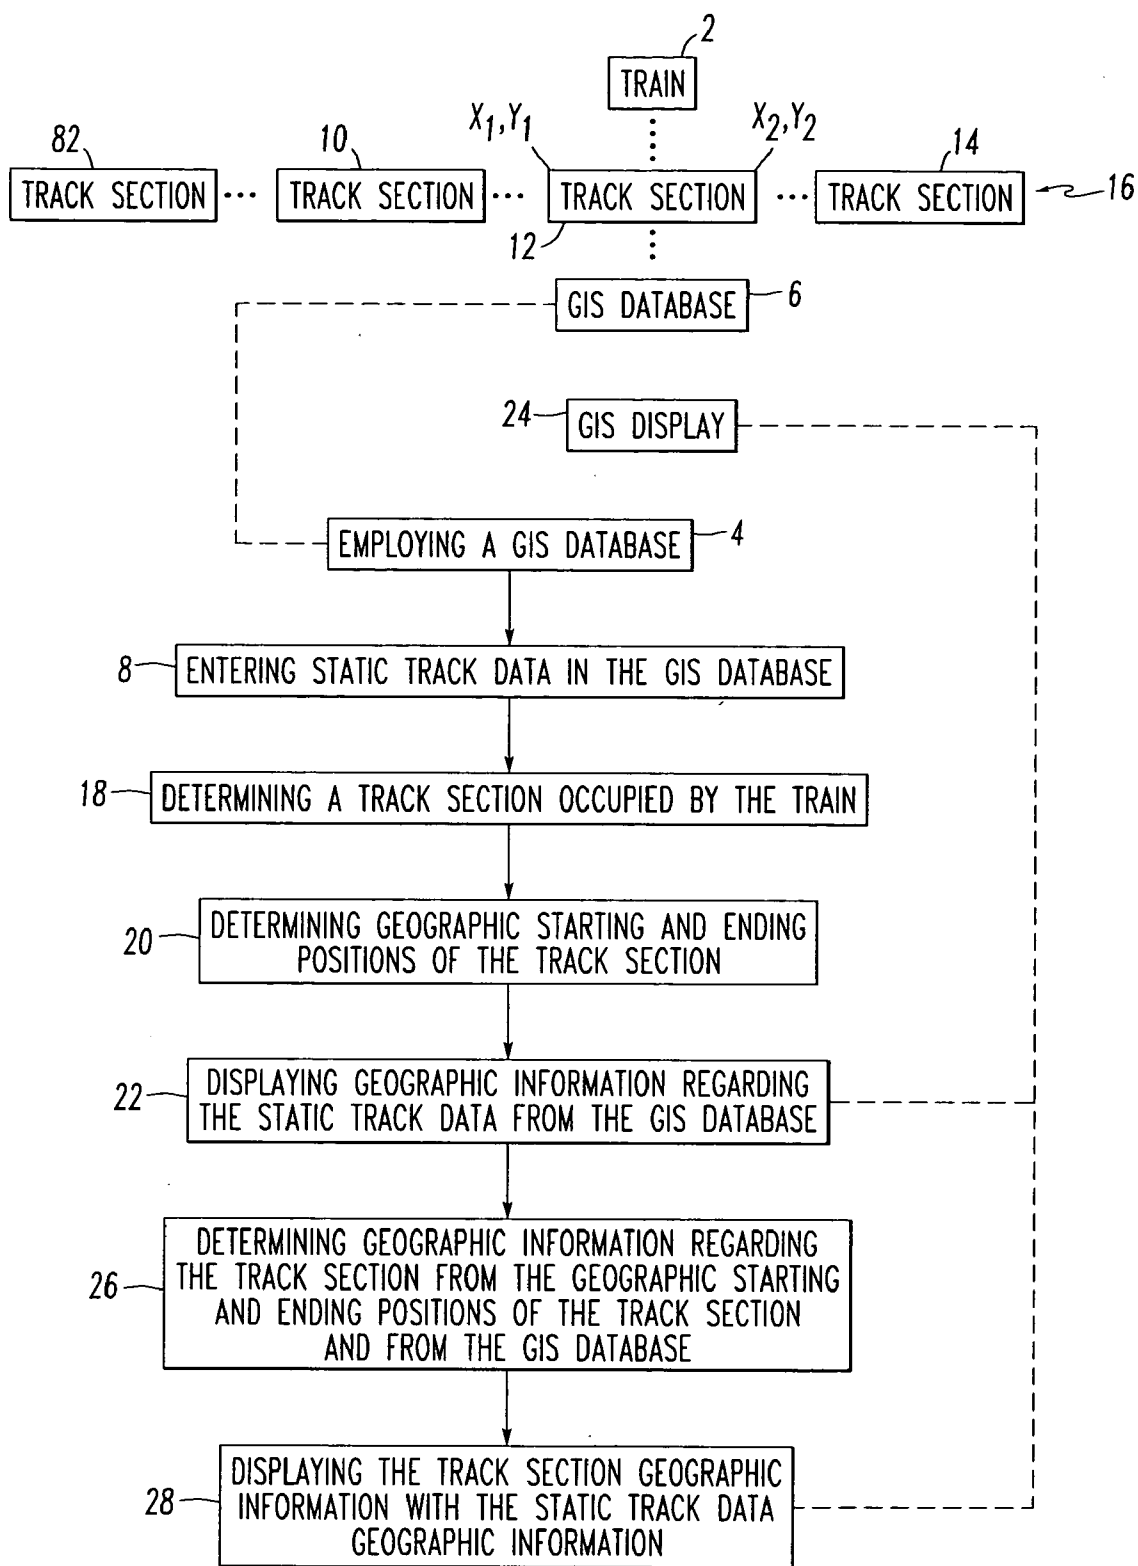 2
TRAIN
X1,Y1
X2,Y2
82
10
14
TRACK SECTION ... TRACK SECTION ... TRACK SECTION ... TRACK SECTION
16
12
GIS DATABASE
6
24
GIS DISPLAY
EMPLOYING A GIS DATABASE
4
8
ENTERING STATIC TRACK DATA IN THE GIS DATABASE
18
DETERMINING A TRACK SECTION OCCUPIED BY THE TRAIN
20
DETERMINING GEOGRAPHIC STARTING AND ENDING
POSITIONS OF THE TRACK SECTION
22
DISPLAYING GEOGRAPHIC INFORMATION REGARDING
THE STATIC TRACK DATA FROM THE GIS DATABASE
26
DETERMINING GEOGRAPHIC INFORMATION REGARDING
THE TRACK SECTION FROM THE GEOGRAPHIC STARTING
AND ENDING POSITIONS OF THE TRACK SECTION
AND FROM THE GIS DATABASE
28
DISPLAYING THE TRACK SECTION GEOGRAPHIC
INFORMATION WITH THE STATIC TRACK DATA
GEOGRAPHIC INFORMATION